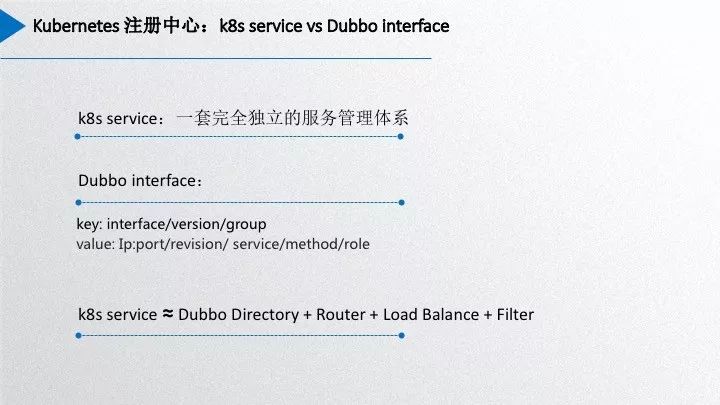 Kubernetes 注册中心：k8s service vs Dubbo interface
k8s service：一套完全独立的服务管理体系
Dubbo interface：
key: interface/version/group
value: Ip:port/revision/ service/method/role
k8s service ≈ Dubbo Directory + Router + Load Balance + Filter